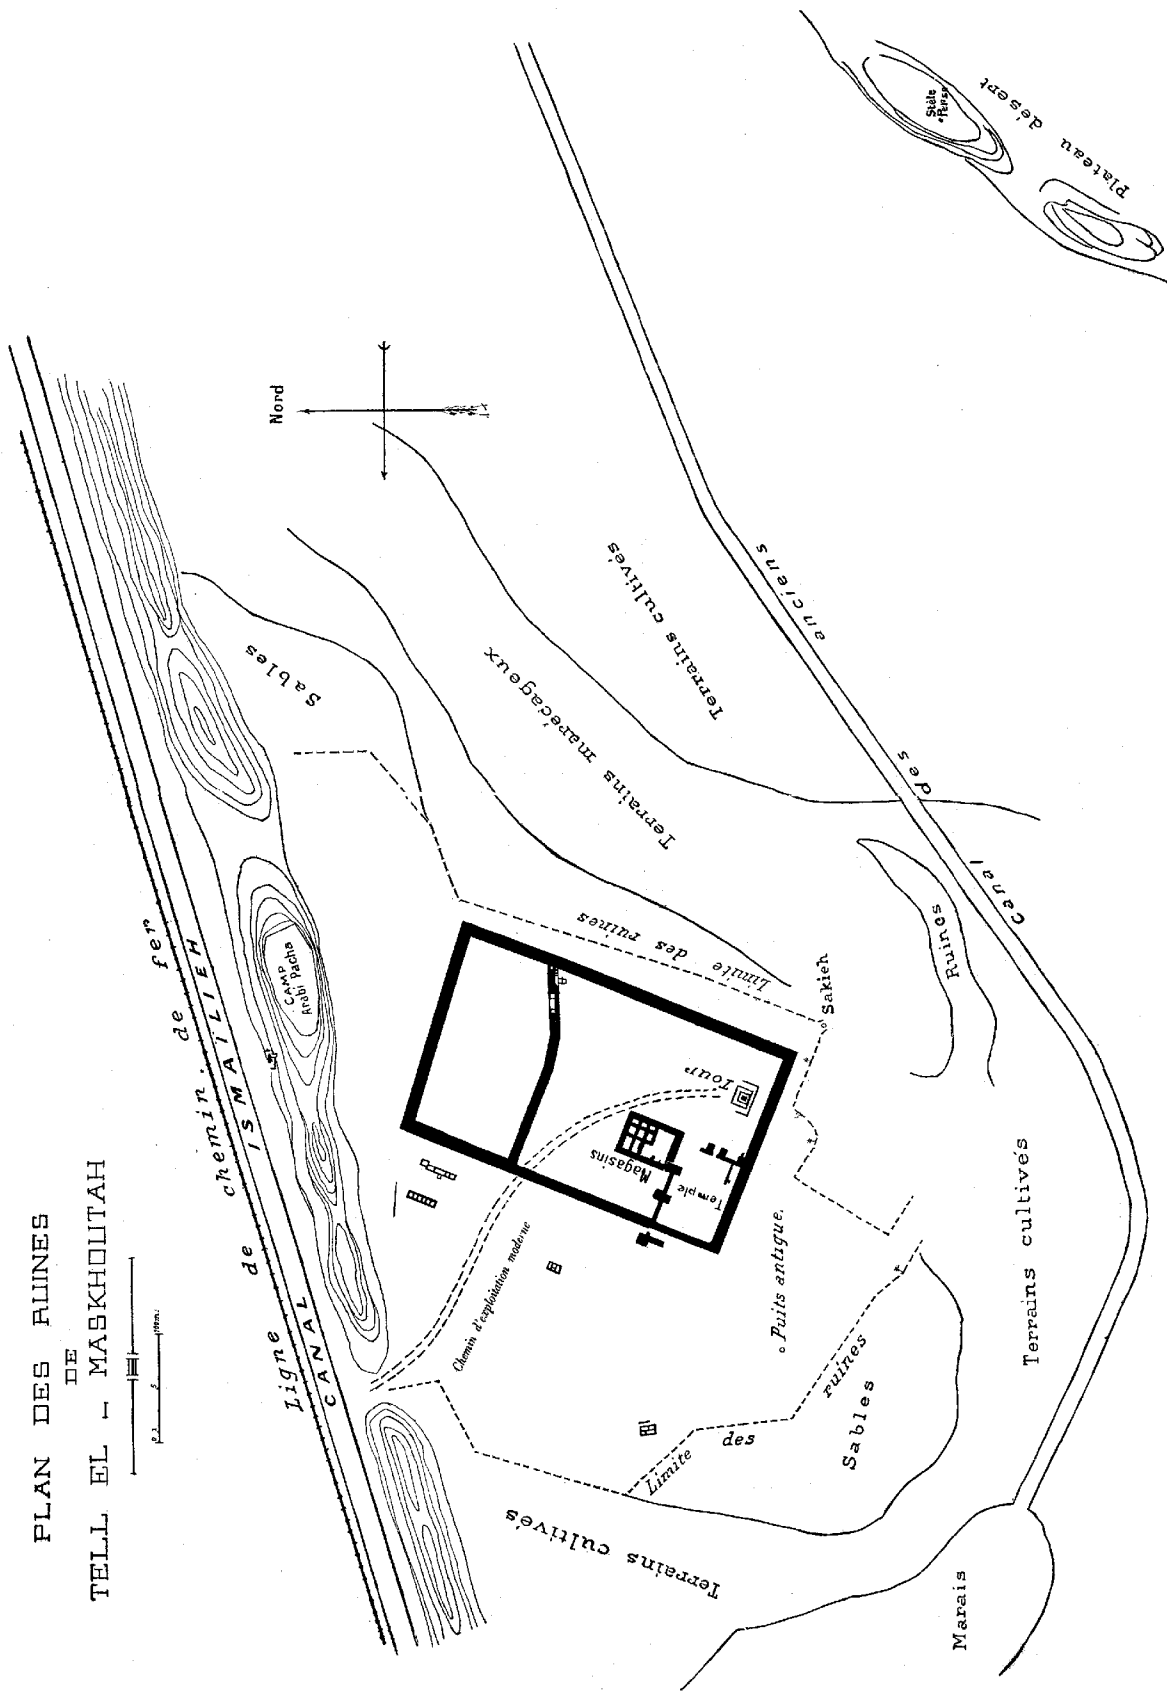 PLAN DES RUINES
DE
TELL EL - MASKHOUTAH
100m.
Ligne de chemin de fer
CANAL ISMAÏLIEH
CAMP
Arabi Pacha
Nord
Sables
Terrains marécageux
Terrains cultivés
Canal des anciens
Plateau désert
Stèle
Perse
Limite des ruines
Sakieh
Ruines
Tour
Magasins
Temple
Chemin d'exploitation moderne
Puits antique.
Limite des ruines
Sables
Terrains cultivés
Terrains cultivés
Marais